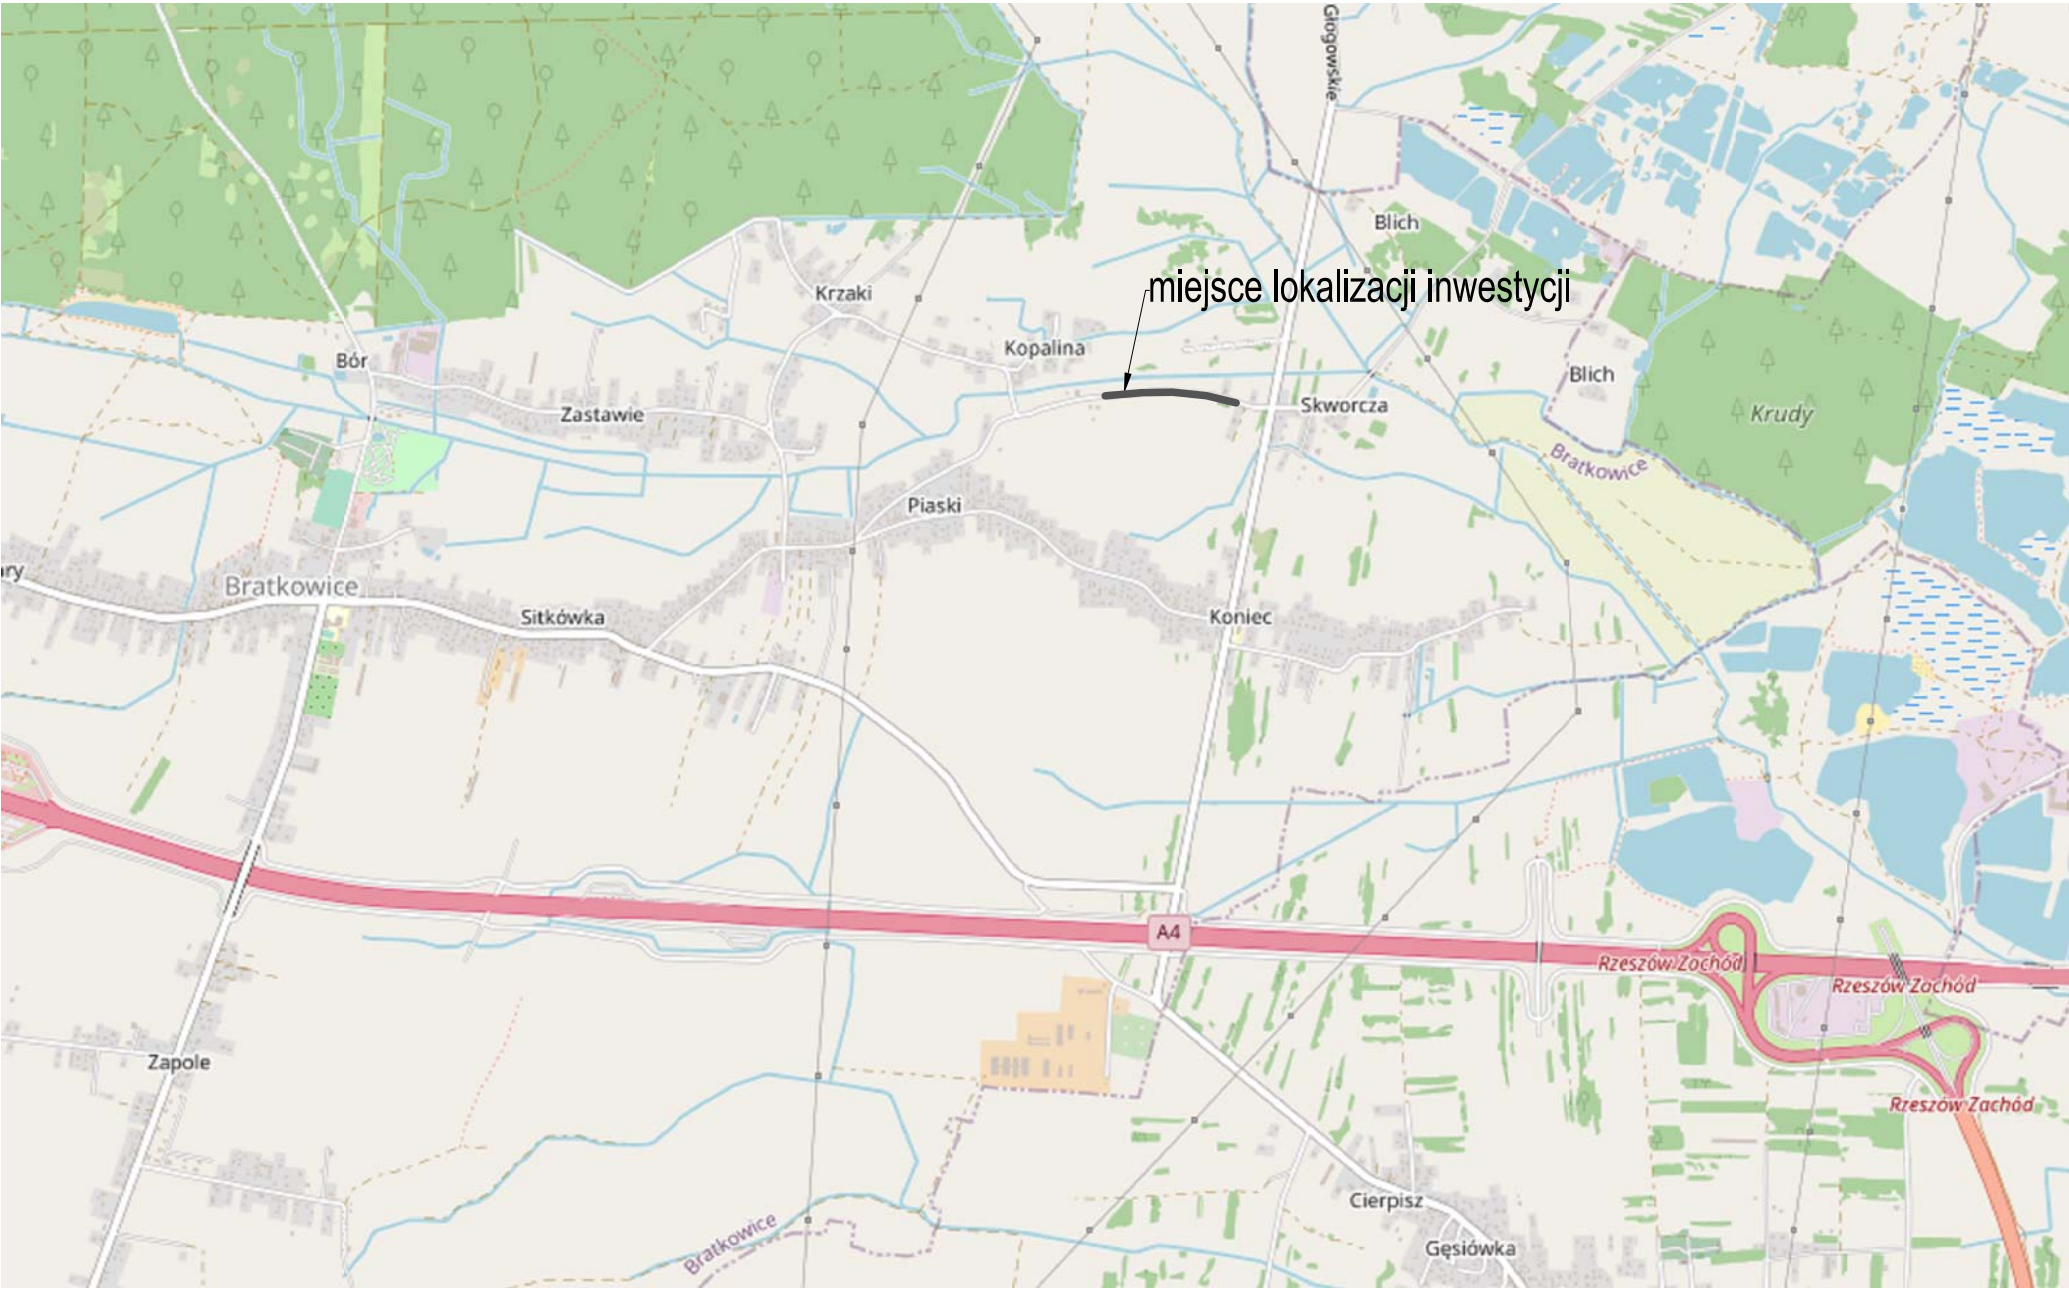 Głogowskie
Blich
miejsce lokalizacji inwestycji
Krzaki
Kopalina
Bór
Blich
Zastawie
Skworcza
Krudy
Bratkowice
Piaski
ary
Bratkowice
Sitkówka
Koniec
A4
Rzeszów Zachód
Rzeszów Zachód
Zapole
Rzeszów Zachód
Cierpisz
Bratkowice
Gęsiówka